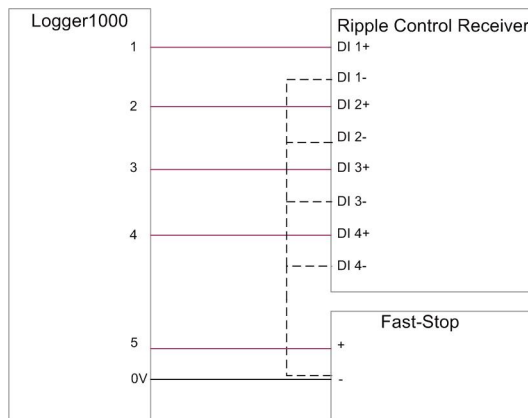 Logger1000
Ripple Control Receiver
1
DI 1+
DI 1-
2
DI 2+
DI 2-
3
DI 3+
DI 3-
4
DI 4+
DI 4-
Fast-Stop
5
+
0V
-